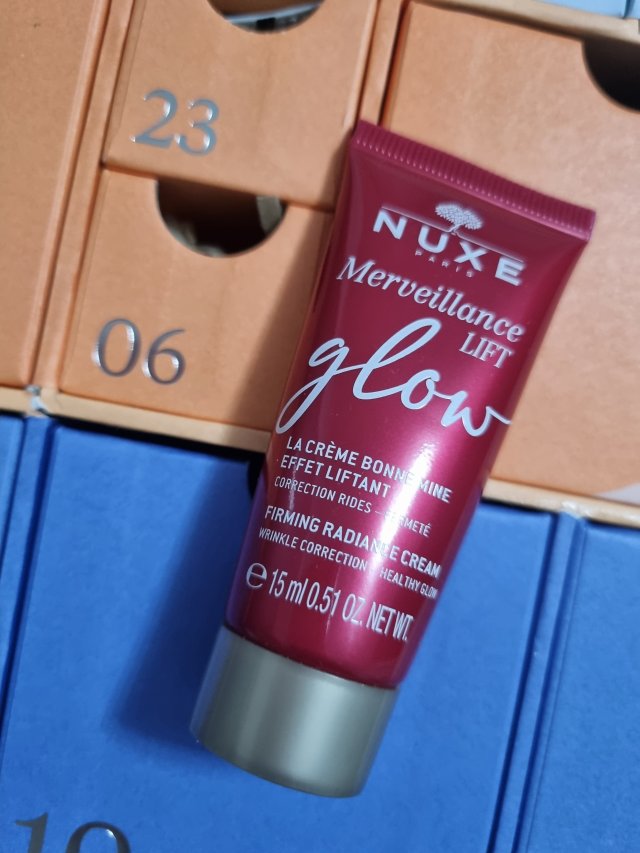 23
06
NUXE
PARIS
Merveillance
LIFT
glow
LA CRÈME BONNE MINE
EFFET LIFTANT
CORRECTION RIDES - FERMETÉ
FIRMING RADIANCE CREAM
WRINKLE CORRECTION - HEALTHY GLOW
e 15 ml 0.51 OZ. NET WT.
19